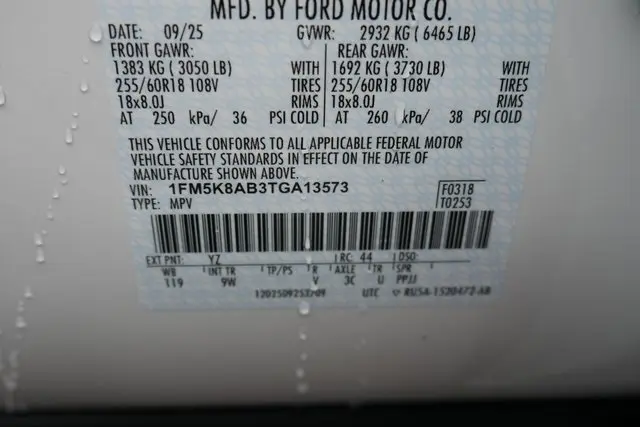 MFD. BY FORD MOTOR CO.
DATE: 09/25 GVWR: 2932 KG ( 6465 LB)
FRONT GAWR: REAR GAWR:
1383 KG ( 3050 LB) WITH 1692 KG ( 3730 LB) WITH
255/60R18 108V TIRES 255/60R18 108V TIRES
18x8.0J RIMS 18x8.0J RIMS
AT 250 kPa/ 36 PSI COLD AT 260 kPa/ 38 PSI COLD
THIS VEHICLE CONFORMS TO ALL APPLICABLE FEDERAL MOTOR
VEHICLE SAFETY STANDARDS IN EFFECT ON THE DATE OF
MANUFACTURE SHOWN ABOVE.
VIN: 1FM5K8AB3TGA13573 F0318
TYPE: MPV T0253
EXT PNT: YZ RC: 44 DSO:
WB INT TR TP/PS R AXLE TR SPR
119 9W V 3C U PPJJ
UTC